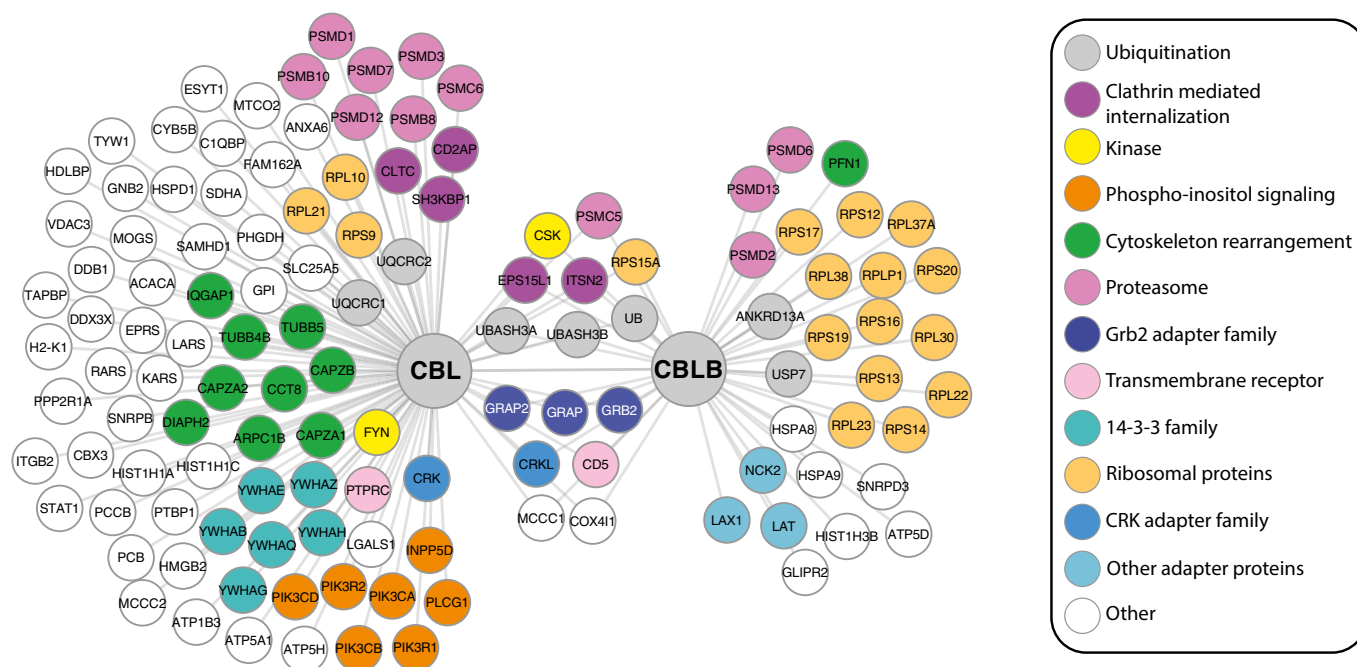 PSMD1
PSMD7
PSMD3
PSMB10
PSMC6
ESYT1
MTCO2
PSMD12
PSMB8
ANXA6
CYB5B
C1QBP
TYW1
CD2AP
FAM162A
CLTC
HDLBP
RPL10
GNB2
HSPD1
SDHA
SH3KBP1
VDAC3
RPL21
MOGS
RPS9
PHGDH
SAMHD1
UQCRC2
SLC25A5
DDB1
ACACA
GPI
TAPBP
IQGAP1
UQCRC1
DDX3X
EPRS
TUBB5
TUBB4B
H2-K1
LARS
RARS
KARS
CAPZB
CBL
CAPZA2
CCT8
PPP2R1A
SNRPB
DIAPH2
FYN
ARPC1B
CAPZA1
ITGB2
CBX3
HIST1H1A
HIST1H1C
YWHAE
YWHAZ
PTPRC
CRK
STAT1
PCCB
PTBP1
YWHAB
YWHAQ
YWHAH
LGALS1
INPP5D
PCB
HMGB2
YWHAG
PIK3CD
PIK3R2
PIK3CA
PLCG1
MCCC2
ATP1B3
ATP5A1
ATP5H
PIK3CB
PIK3R1
PSMC5
CSK
RPS15A
EPS15L1
ITSN2
UB
UBASH3A
UBASH3B
GRAP2
GRAP
GRB2
CRKL
CD5
MCCC1
COX4I1
PSMD6
PFN1
PSMD13
RPS12
RPL37A
RPS17
PSMD2
RPL38
RPLP1
RPS20
ANKRD13A
RPS16
RPS19
RPL30
CBLB
USP7
RPS13
RPL22
HSPA8
RPL23
RPS14
NCK2
HSPA9
SNRPD3
LAX1
LAT
HIST1H3B
ATP5D
GLIPR2
Ubiquitination
Clathrin mediated
internalization
Kinase
Phospho-inositol signaling
Cytoskeleton rearrangement
Proteasome
Grb2 adapter family
Transmembrane receptor
14-3-3 family
Ribosomal proteins
CRK adapter family
Other adapter proteins
Other